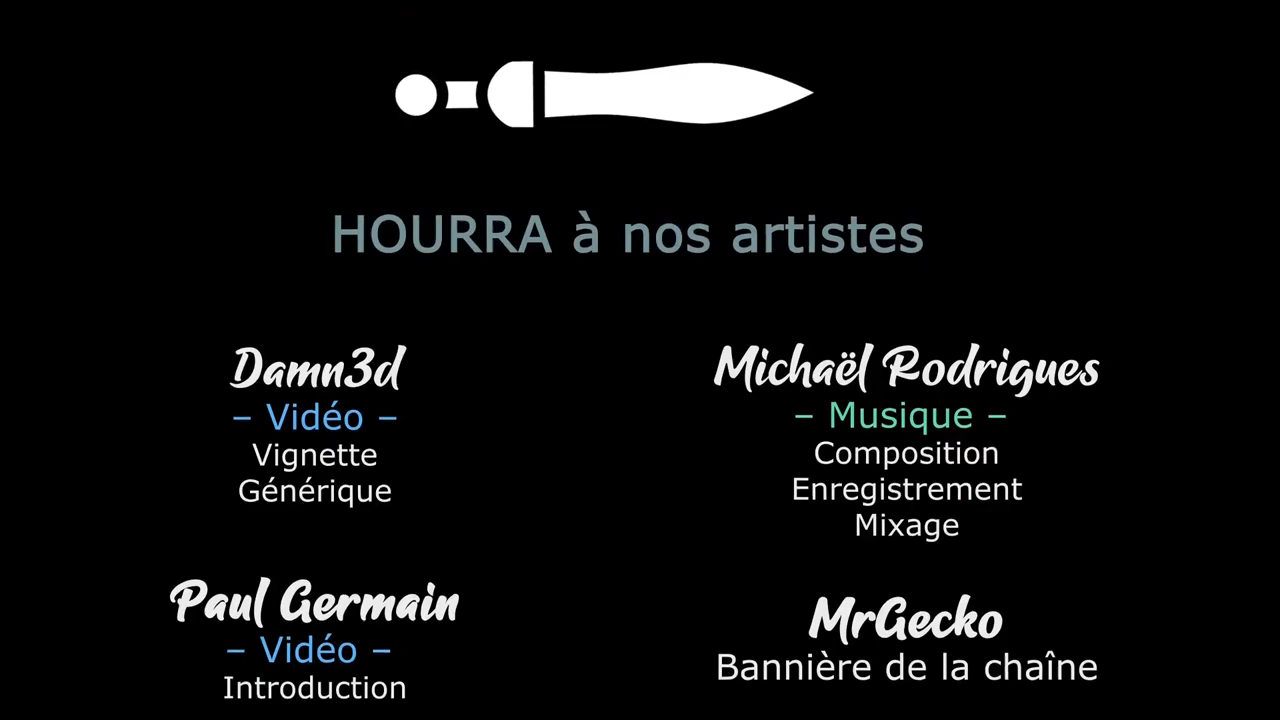 HOURRA à nos artistes
Damn3d
– Vidéo –
Vignette
Générique
Michaël Rodrigues
– Musique –
Composition
Enregistrement
Mixage
Paul Germain
– Vidéo –
Introduction
MrGecko
Bannière de la chaîne